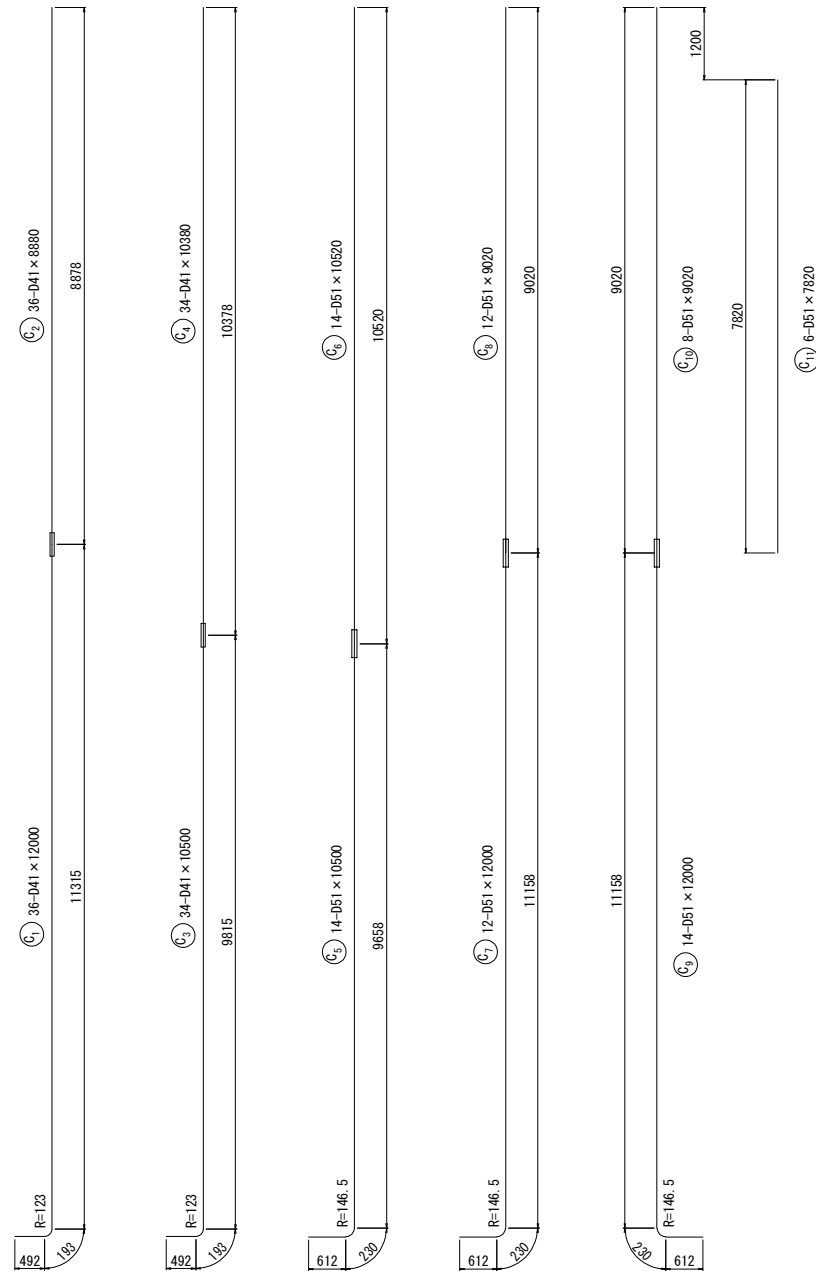 C2 36-D41×8880
8878
C1 36-D41×12000
11315
R=123
492
193
C4 34-D41×10380
10378
C3 34-D41×10500
9815
R=123
492
193
C6 14-D51×10520
10520
C5 14-D51×10500
9658
R=146.5
612
230
C8 12-D51×9020
9020
C7 12-D51×12000
11158
R=146.5
612
230
9020
C10 8-D51×9020
11158
C9 14-D51×12000
R=146.5
230
612
1200
7820
C11 6-D51×7820